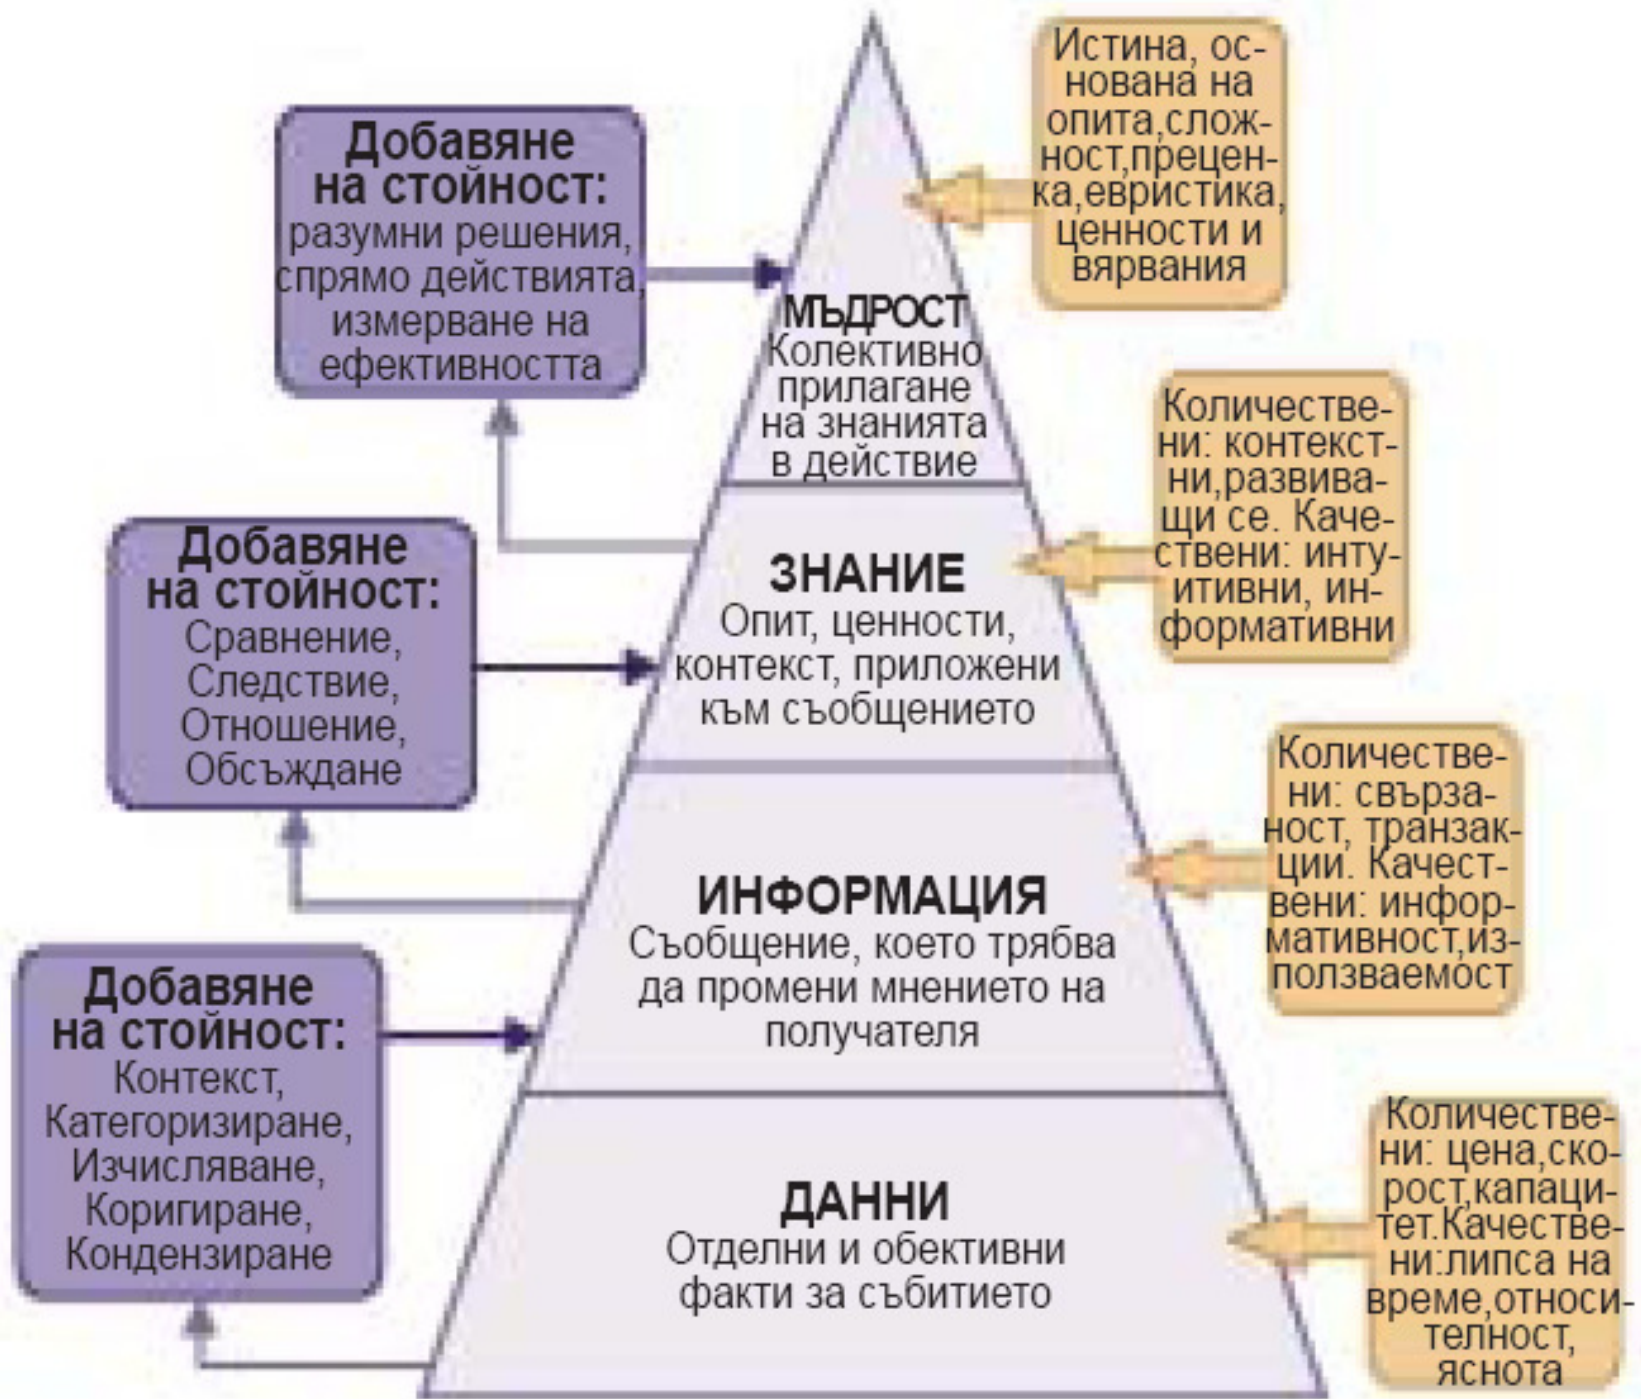 Истина, ос-
нована на
опита,слож-
ност,прецен-
ка,евристика,
ценности и
вярвания
Добавяне
на стойност:
разумни решения,
спрямо действията,
измерване на
ефективността
МЪДРОСТ
Колективно
прилагане
на знанията
в действие
Количестве-
ни: контекст-
ни,развива-
щи се. Каче-
ствени: инту-
итивни, ин-
формативни
Добавяне
на стойност:
Сравнение,
Следствие,
Отношение,
Обсъждане
ЗНАНИЕ
Опит, ценности,
контекст, приложени
към съобщението
Количестве-
ни: свърза-
ност, транзак-
ции. Качест-
вени: инфор-
мативност,из-
ползваемост
ИНФОРМАЦИЯ
Съобщение, което трябва
да промени мнението на
получателя
Добавяне
на стойност:
Контекст,
Категоризиране,
Изчисляване,
Коригиране,
Кондензиране
ДАННИ
Отделни и обективни
факти за събитието
Количестве-
ни: цена,ско-
рост,капаци-
тет.Качестве-
ни:липса на
време,относи-
телност,
яснота